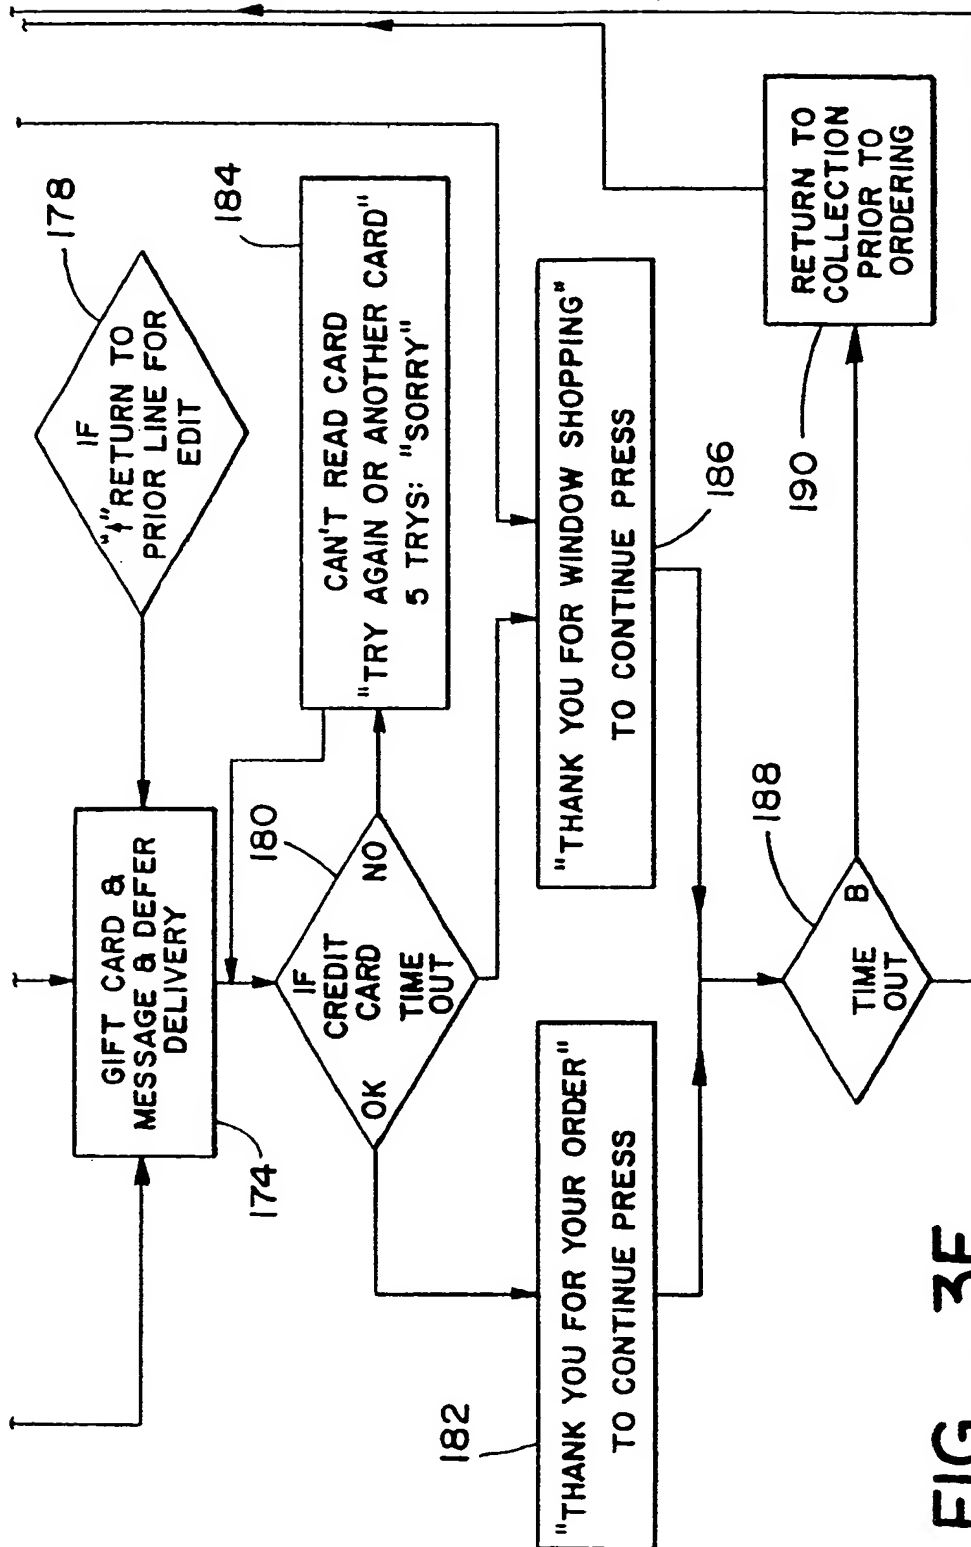 178
IF
"↑" RETURN TO
PRIOR LINE FOR
EDIT
GIFT CARD &
MESSAGE & DEFER
DELIVERY
174
184
CAN'T READ CARD
"TRY AGAIN OR ANOTHER CARD"
5 TRYS: "SORRY"
180
IF
CREDIT
CARD
TIME
OUT
OK
NO
"THANK YOU FOR YOUR ORDER"
TO CONTINUE PRESS
182
"THANK YOU FOR WINDOW SHOPPING"
TO CONTINUE PRESS
186
188
TIME
OUT
B
190
RETURN TO
COLLECTION
PRIOR TO
ORDERING
FIG 3E